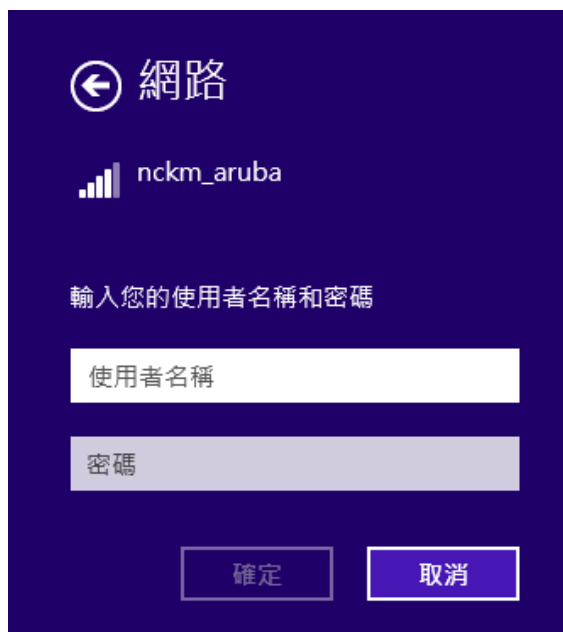 網路
nckm_aruba
輸入您的使用者名稱和密碼
使用者名稱
密碼
確定 取消